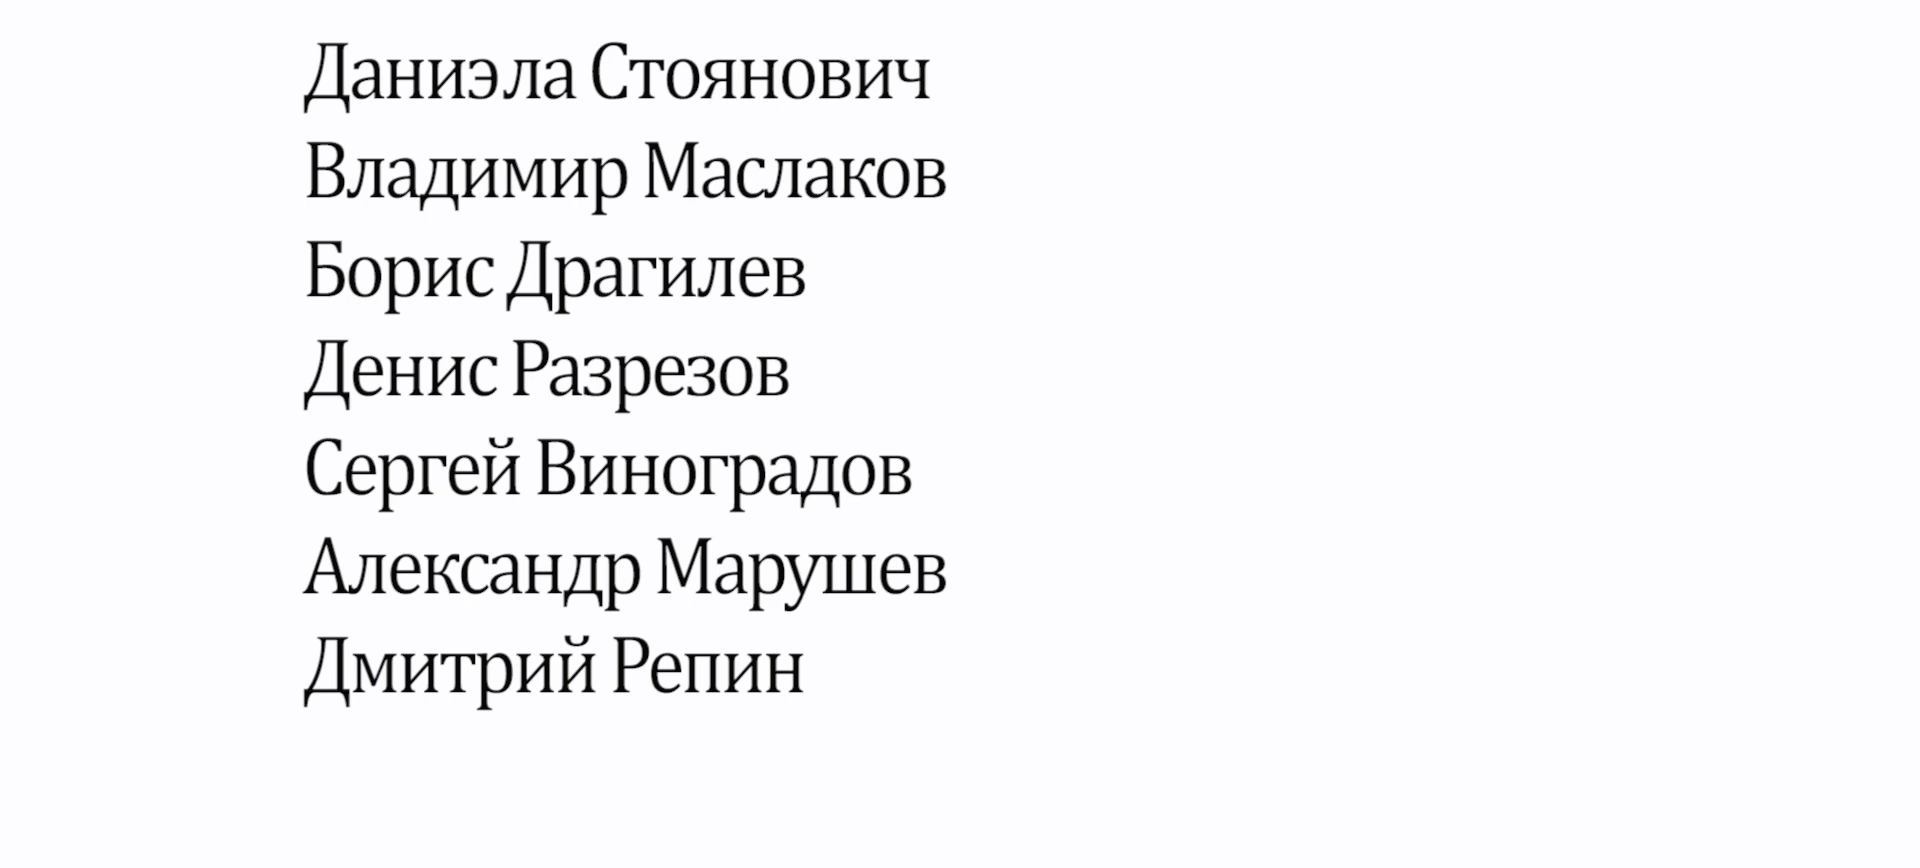 Даниэла Стоянович
Владимир Маслаков
Борис Драгилев
Денис Разрезов
Сергей Виноградов
Александр Марушев
Дмитрий Репин